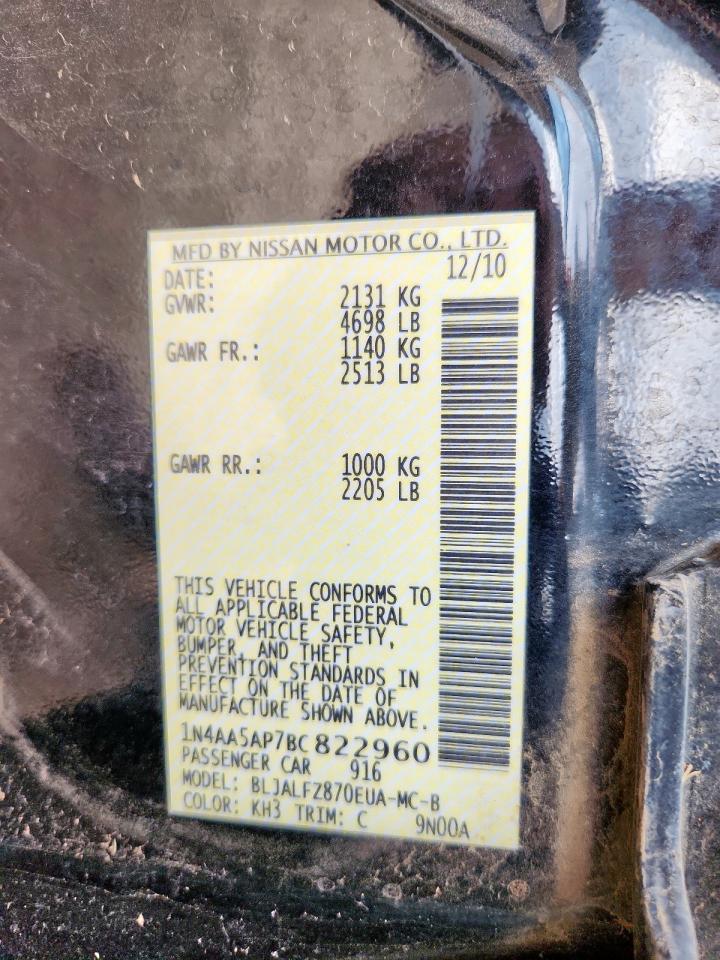 MFD BY NISSAN MOTOR CO., LTD.
DATE: 12/10
GVWR: 2131 KG
4698 LB
GAWR FR.: 1140 KG
2513 LB
GAWR RR.: 1000 KG
2205 LB
THIS VEHICLE CONFORMS TO
ALL APPLICABLE FEDERAL
MOTOR VEHICLE SAFETY,
BUMPER, AND THEFT
PREVENTION STANDARDS IN
EFFECT ON THE DATE OF
MANUFACTURE SHOWN ABOVE.
1N4AA5AP7BC822960
PASSENGER CAR 916
MODEL: BLJALFZ870EUA-MC-B
COLOR: KH3 TRIM: C 9N00A